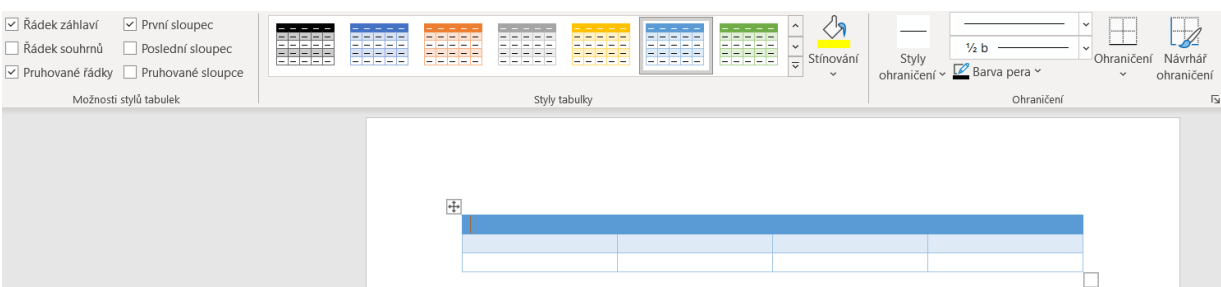 Řádek záhlaví
První sloupec
Řádek souhrnů
Poslední sloupec
Pruhované řádky
Pruhované sloupce
Možnosti stylů tabulek
Styly tabulky
Stínování
Styly
ohraničení
½ b
Barva pera
Ohraničení
Návrhář
ohraničení
Ohraničení